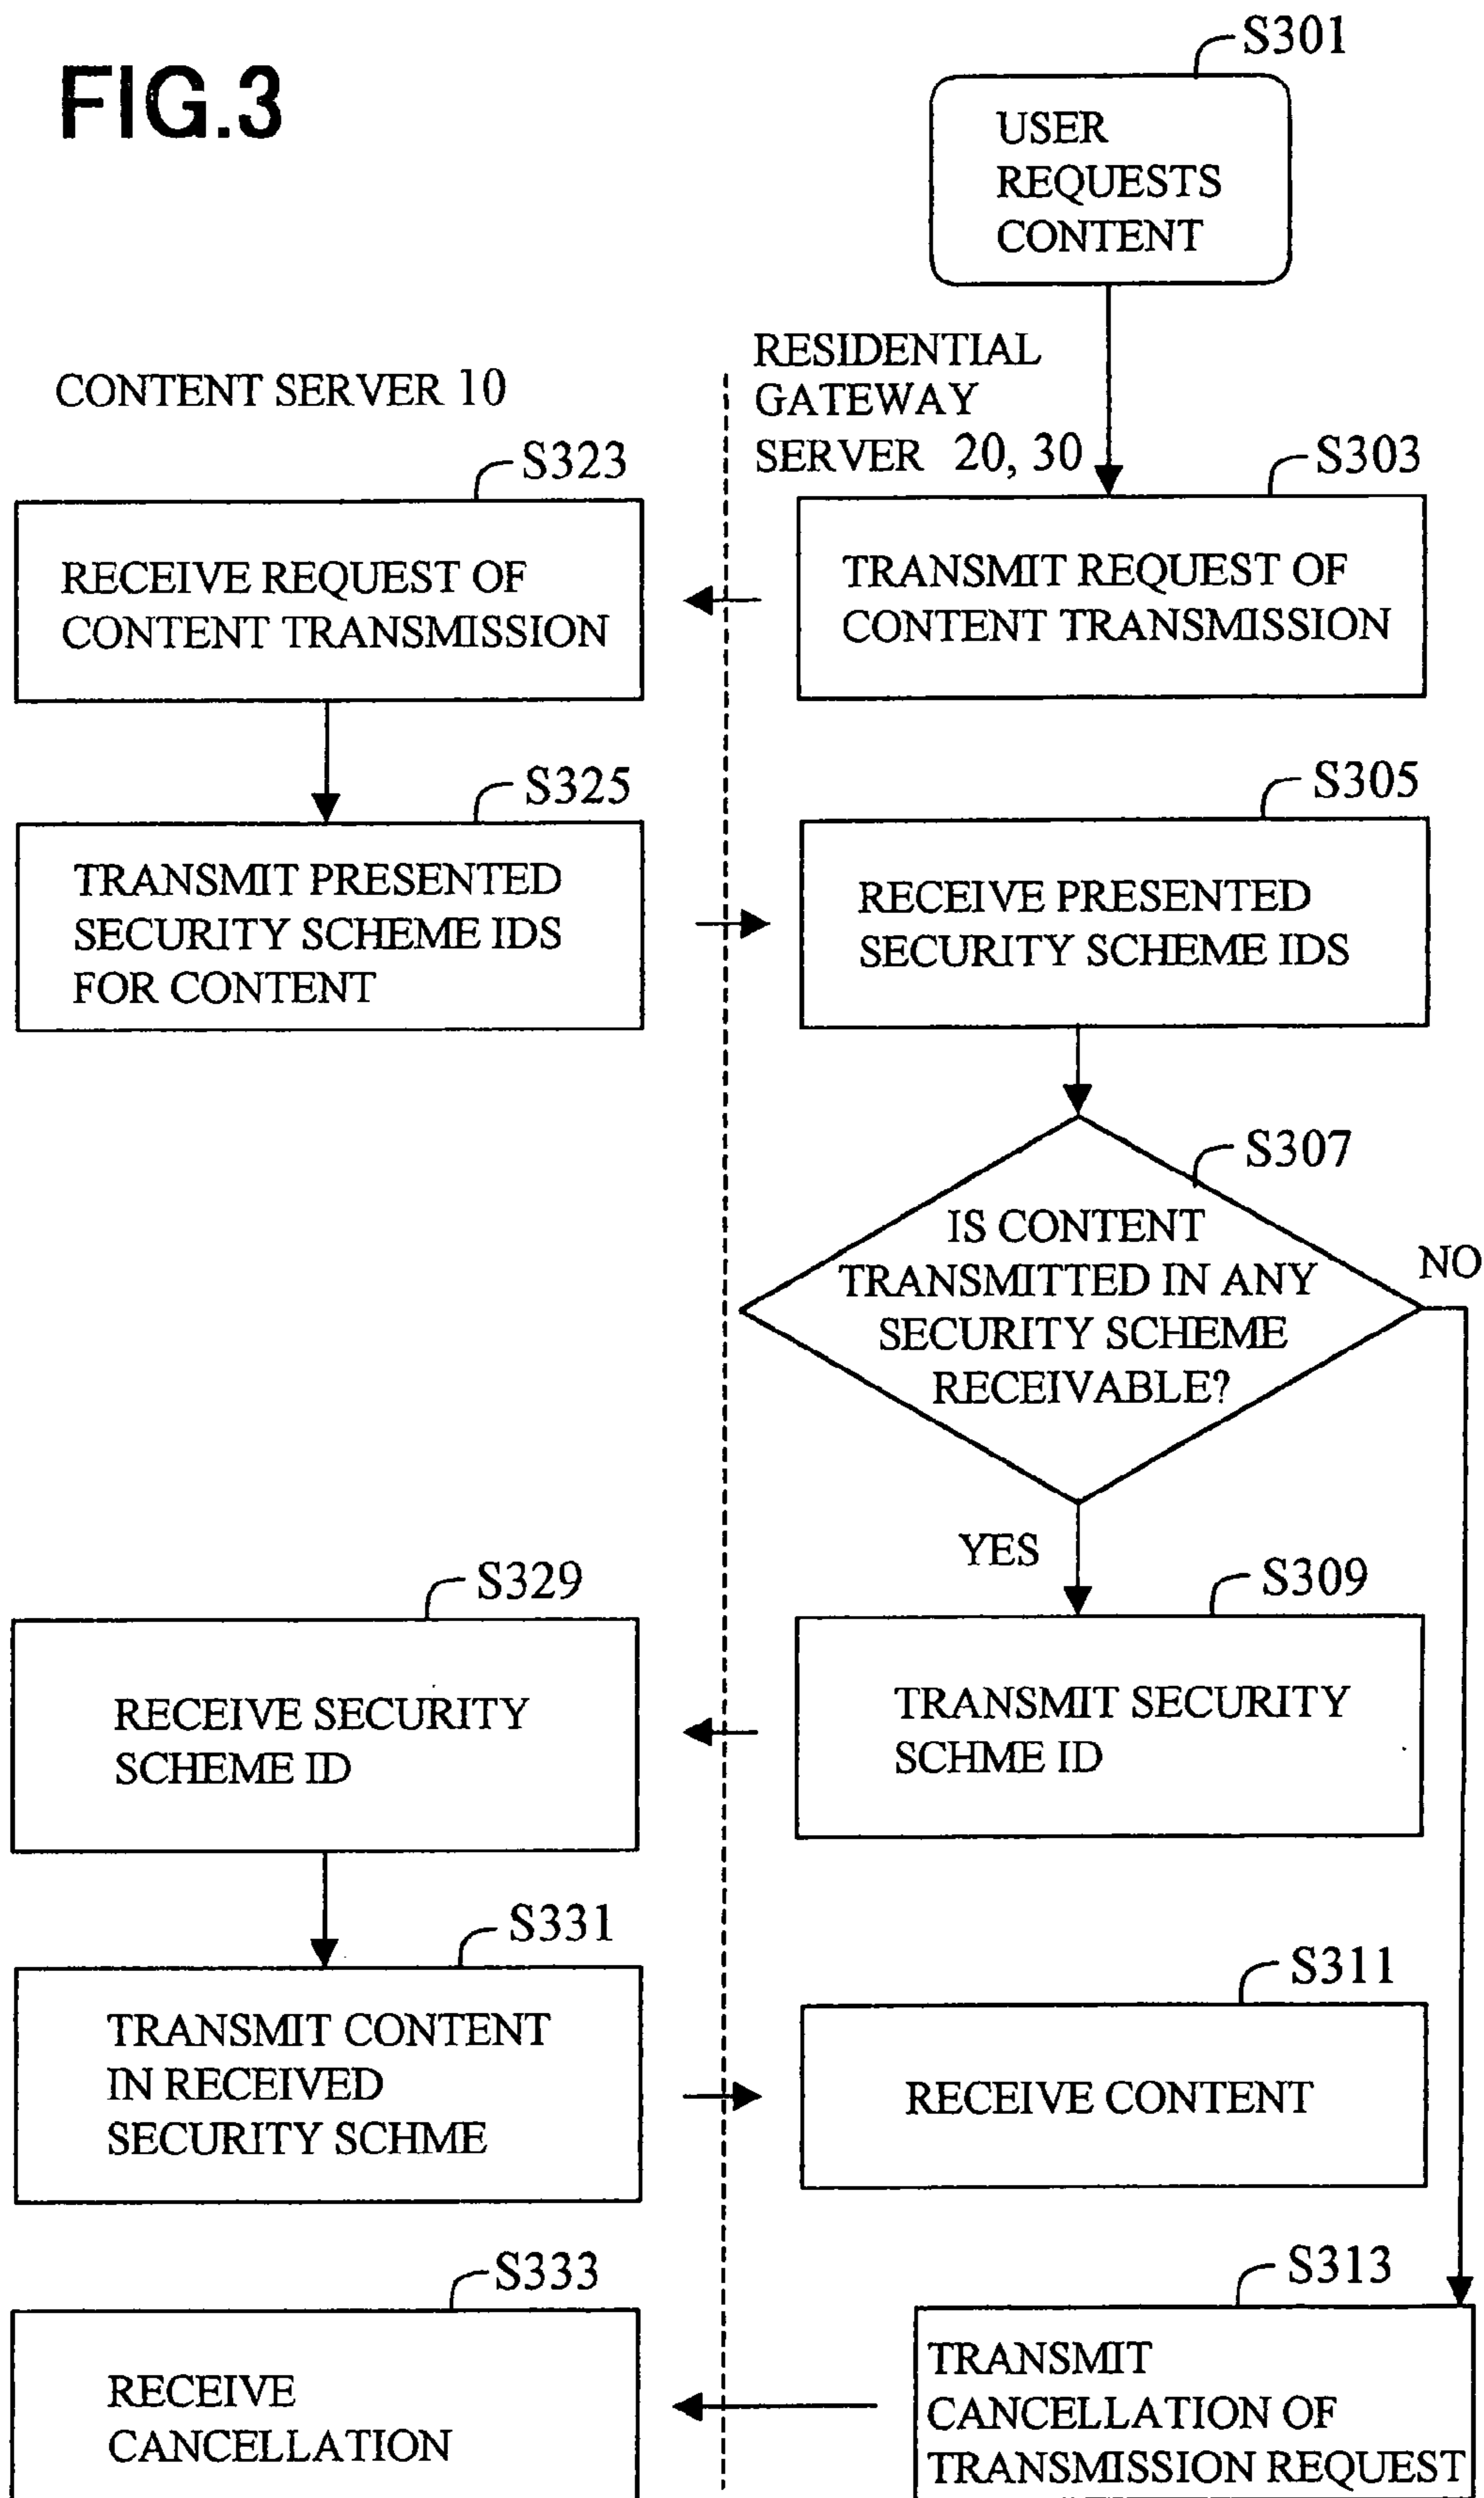 FIG.3
S301
USER
REQUESTS
CONTENT
CONTENT SERVER 10
RESIDENTIAL
GATEWAY
SERVER 20, 30
S323
S303
RECEIVE REQUEST OF
CONTENT TRANSMISSION
TRANSMIT REQUEST OF
CONTENT TRANSMISSION
S325
S305
TRANSMIT PRESENTED
SECURITY SCHEME IDS
FOR CONTENT
RECEIVE PRESENTED
SECURITY SCHEME IDS
S307
IS CONTENT
TRANSMITTED IN ANY
SECURITY SCHEME
RECEIVABLE?
NO
YES
S329
S309
RECEIVE SECURITY
SCHEME ID
TRANSMIT SECURITY
SCHME ID
S331
S311
TRANSMIT CONTENT
IN RECEIVED
SECURITY SCHME
RECEIVE CONTENT
S333
S313
RECEIVE
CANCELLATION
TRANSMIT
CANCELLATION OF
TRANSMISSION REQUEST